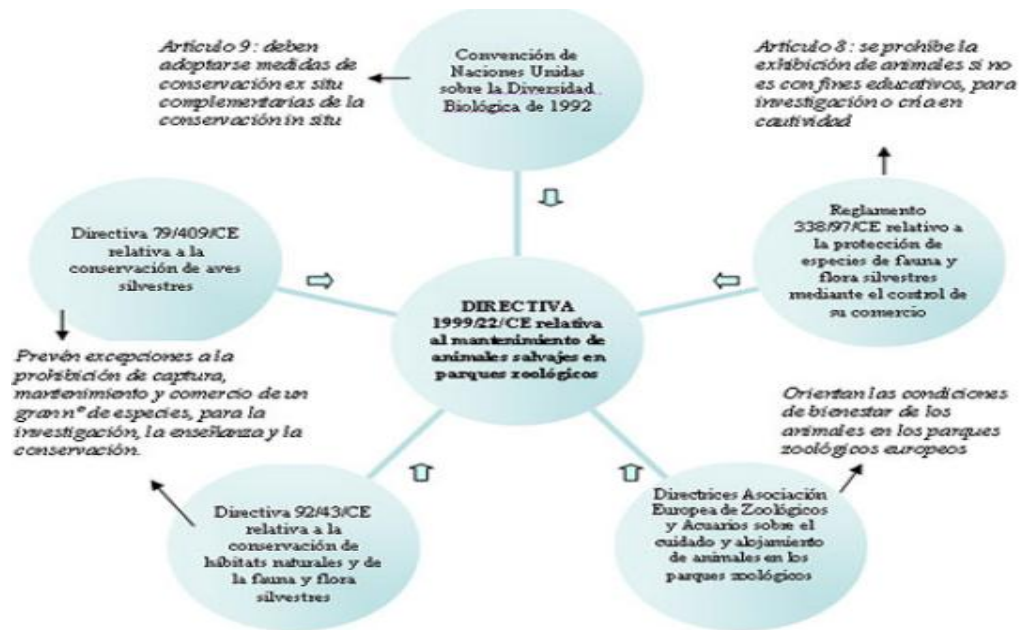 Artículo 9: deben
adoptarse medidas de
conservación ex situ
complementarias de la
conservación in situ
Convención de
Naciones Unidas
sobre la Diversidad
Biológica de 1992
Artículo 8: se prohíbe la
exhibición de animales si no
es con fines educativos, para
investigación o cría en
cautividad
Directiva 79/409/CE
relativa a la
conservación de aves
silvestres
Reglamento
338/97/CE relativo a
la protección de
especies de fauna y
flora silvestres
mediante el control de
su comercio
DIRECTIVA
1999/22/CE relativa
al mantenimiento de
animales salvajes en
parques zoológicos
Prevén excepciones a la
prohibición de captura,
mantenimiento y comercio de un
gran nº de especies, para la
investigación, la enseñanza y la
conservación.
Orientan las condiciones
de bienestar de los
animales en los parques
zoológicos europeos
Directiva 92/43/CE
relativa a la
conservación de
hábitats naturales y de
la fauna y flora
silvestres
Directrices Asociación
Europea de Zoológicos
y Acuarios sobre el
cuidado y alojamiento
de animales en los
parques zoológicos